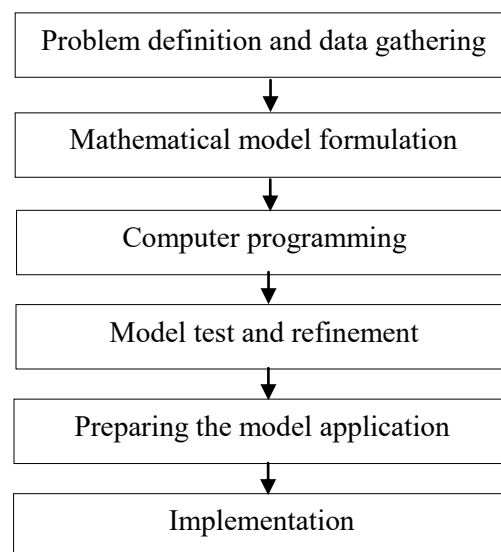 Problem definition and data gathering
Mathematical model formulation
Computer programming
Model test and refinement
Preparing the model application
Implementation